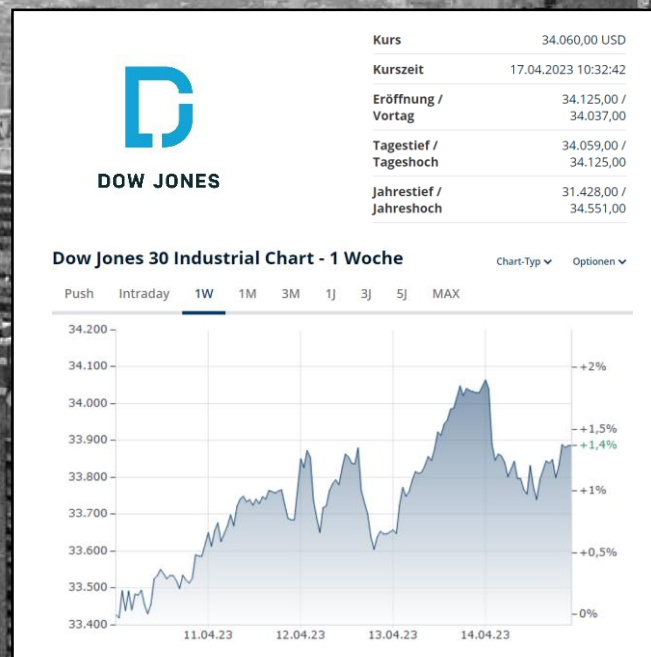 DOW JONES
Kurs 34.060,00 USD
Kurszeit 17.04.2023 10:32:42
Eröffnung / 34.125,00 /
Vortag 34.037,00
Tagestief / 34.059,00 /
Tageshoch 34.125,00
Jahrestief / 31.428,00 /
Jahreshoch 34.551,00
Dow Jones 30 Industrial Chart - 1 Woche Chart-Typ Optionen
Push Intraday 1W 1M 3M 1J 3J 5J MAX
34.200
34.100 +2%
34.000
33.900 +1,5%
+1,4%
33.800 +1%
33.700
33.600 +0,5%
33.500
33.400 0%
11.04.23 12.04.23 13.04.23 14.04.23